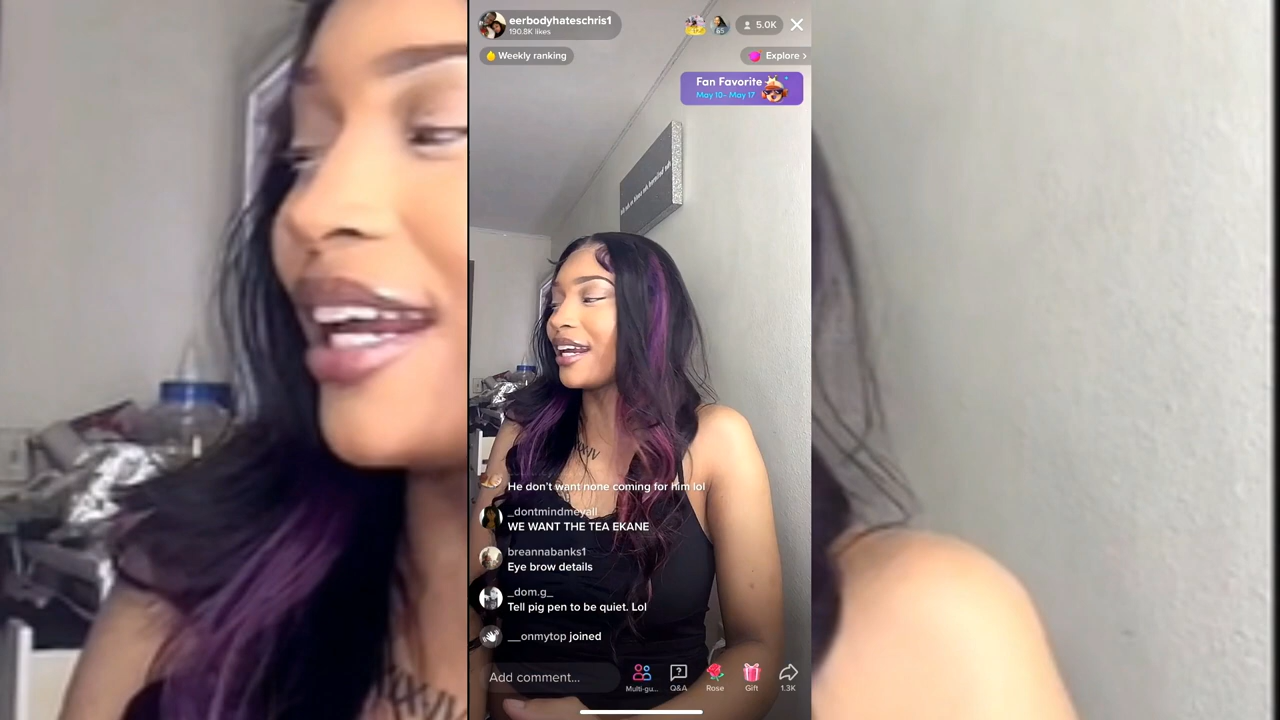 eerbodyhateschris1
190.8K likes
5.0K
Weekly ranking
Explore
Fan Favorite
May 10- May 17
He don't want none coming for him lol
_dontmindmeyall
WE WANT THE TEA EKANE
breannabanks1
Eye brow details
_dom.g_
Tell pig pen to be quiet. Lol
__onmytop joined
Add comment...
Multi-gu...
Q&A
Rose
Gift
1.3K